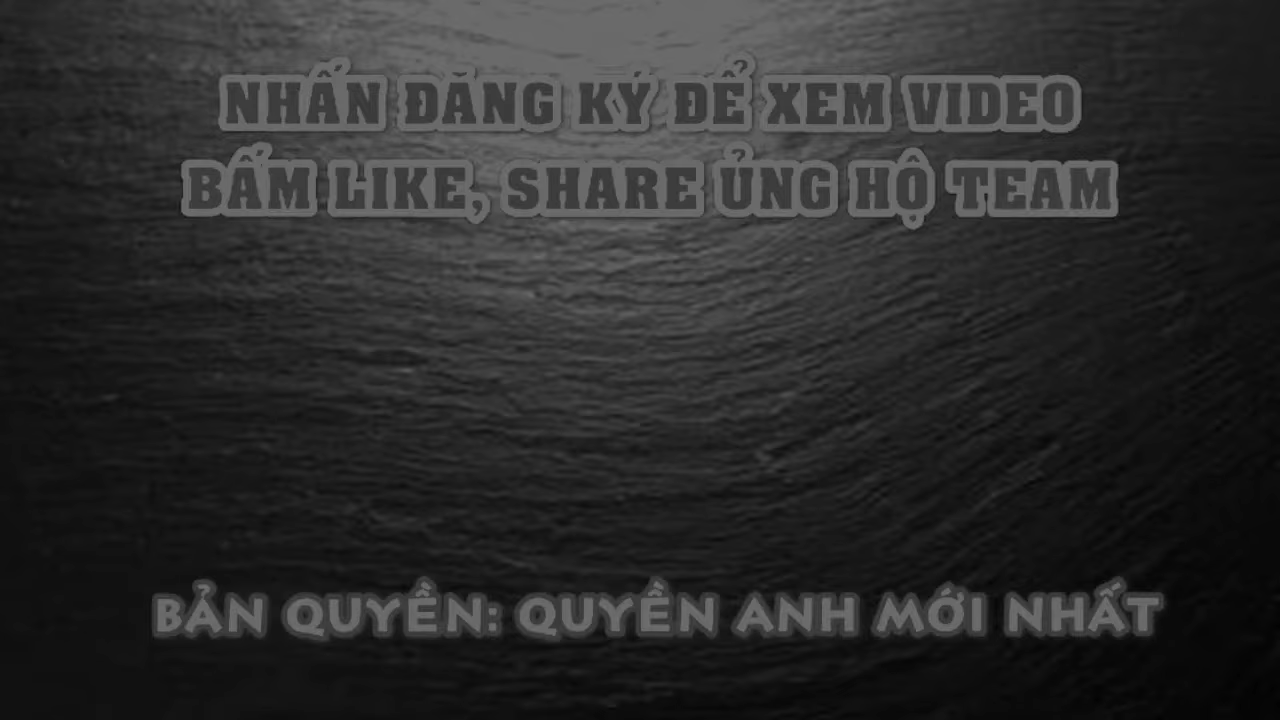 NHẤN ĐĂNG KÝ ĐỂ XEM VIDEO
BẤM LIKE, SHARE ỦNG HỘ TEAM
BẢN QUYỀN: QUYỀN ANH MỚI NHẤT